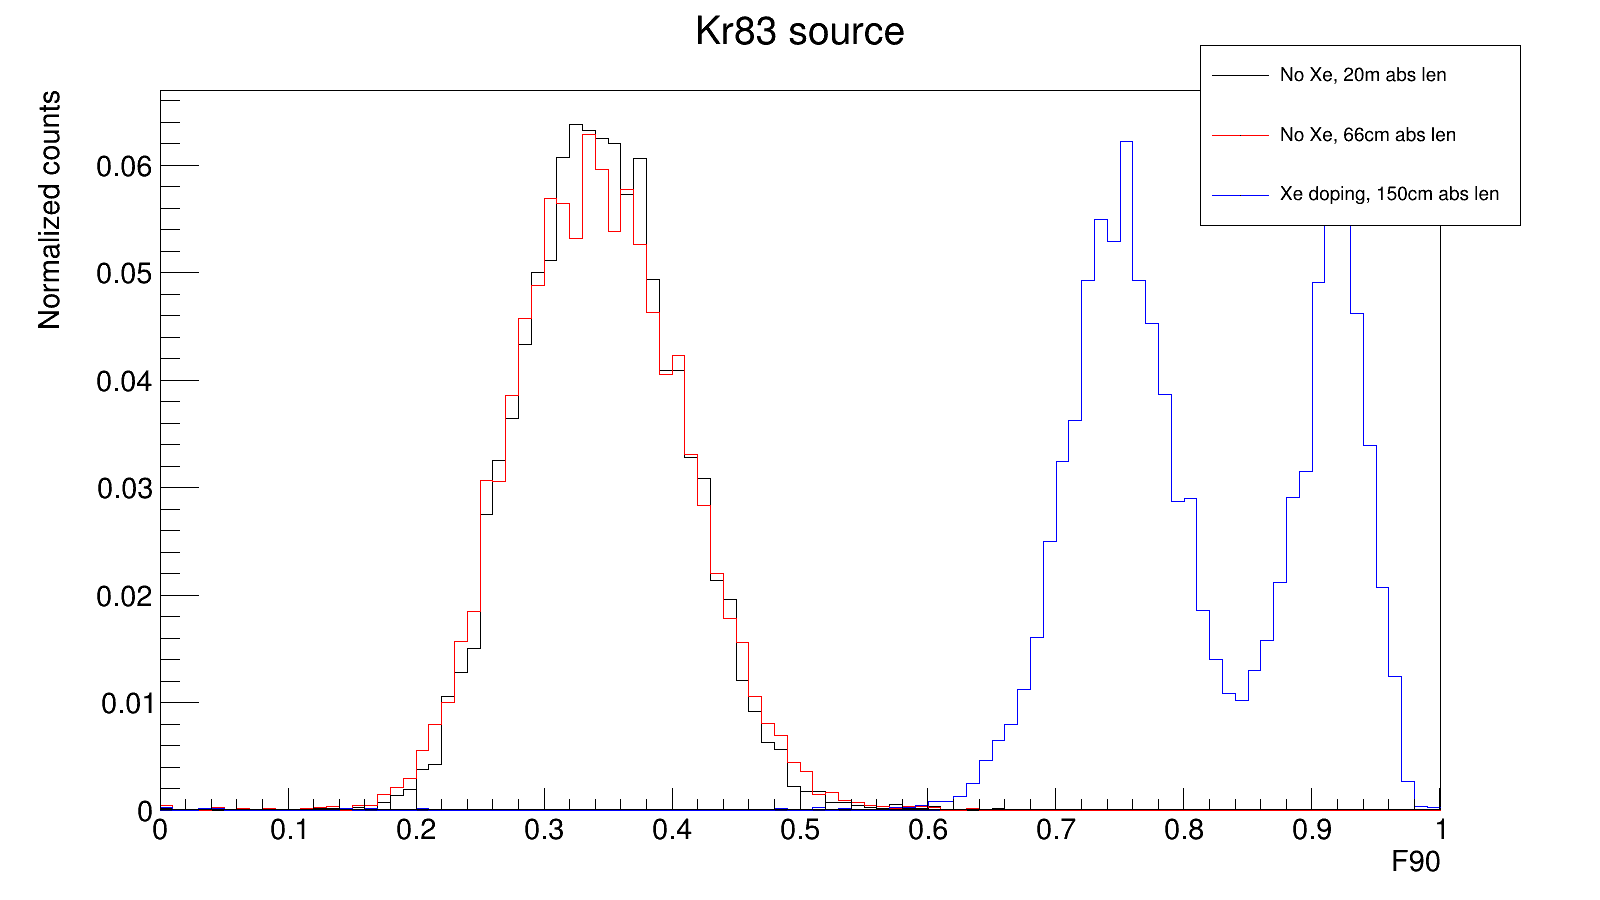 Kr83 source
No Xe, 20m abs len
No Xe, 66cm abs len
Xe doping, 150cm abs len
Normalized counts
0.06
0.05
0.04
0.03
0.02
0.01
0
0 0.1 0.2 0.3 0.4 0.5 0.6 0.7 0.8 0.9 1
F90